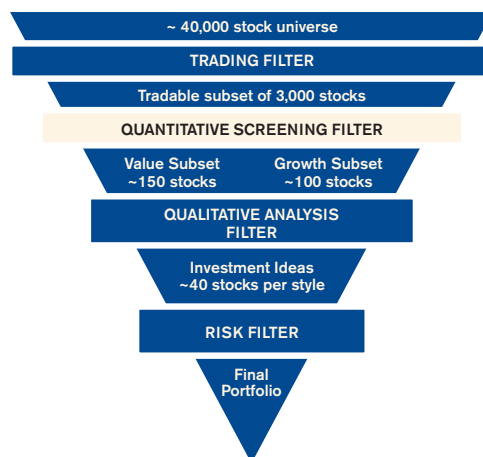 ~ 40,000 stock universe
TRADING FILTER
Tradable subset of 3,000 stocks
QUANTITATIVE SCREENING FILTER
Value Subset
~150 stocks
Growth Subset
~100 stocks
QUALITATIVE ANALYSIS
FILTER
Investment Ideas
~40 stocks per style
RISK FILTER
Final
Portfolio